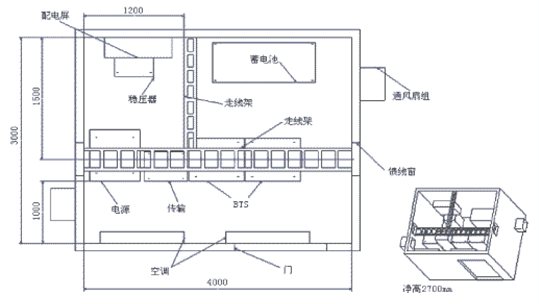 配电屏
1200
蓄电池
通风扇组
稳压器
走线架
走线架
1500
3000
馈线窗
1000
电源
传输
BTS
空调
门
4000
净高2700mm